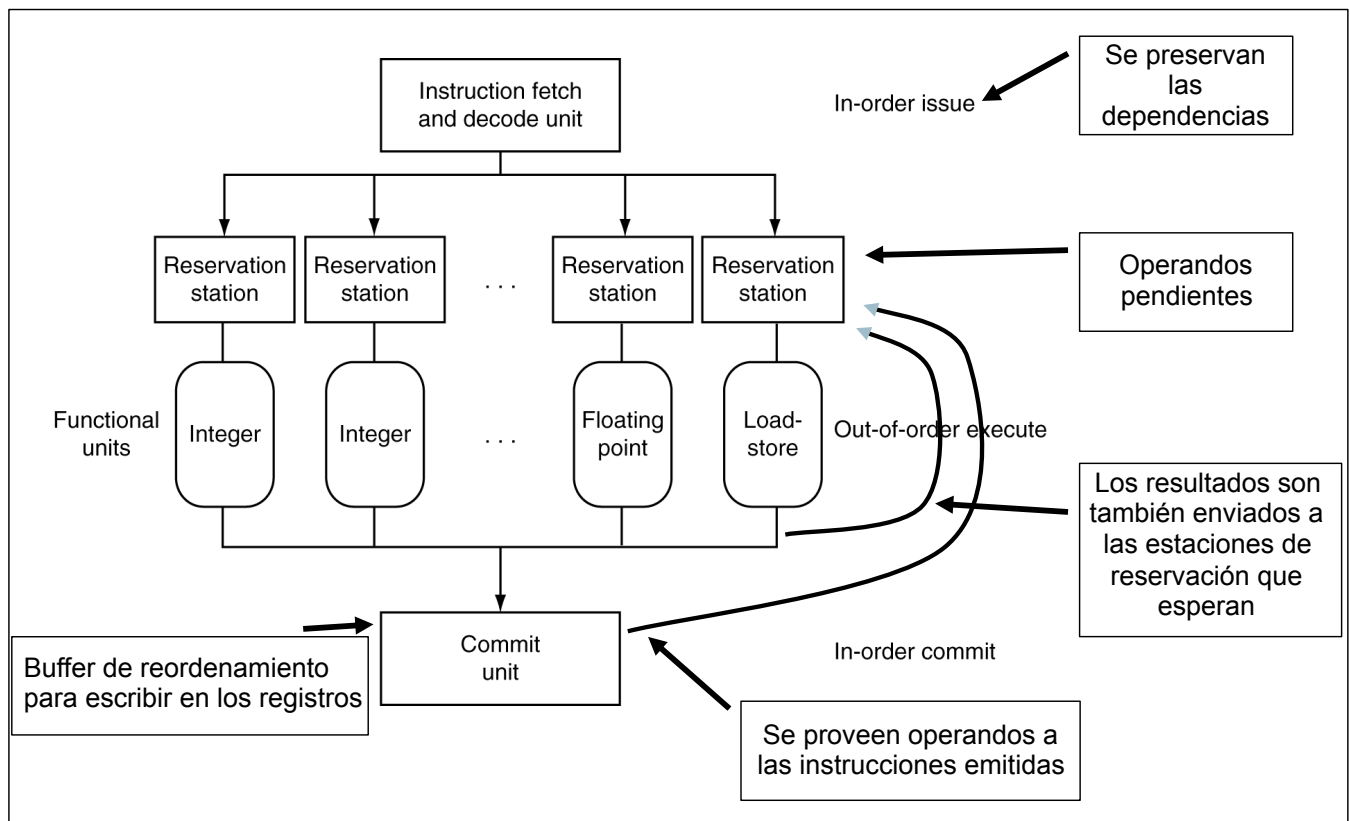 Instruction fetch
and decode unit
In-order issue
Se preservan
las
dependencias
Reservation
station
Reservation
station
. . .
Reservation
station
Reservation
station
Operandos
pendientes
Functional
units
Integer
Integer
. . .
Floating
point
Load-
store
Out-of-order execute
Los resultados son
también enviados a
las estaciones de
reservación que
esperan
Commit
unit
In-order commit
Buffer de reordenamiento
para escribir en los registros
Se proveen operandos a
las instrucciones emitidas